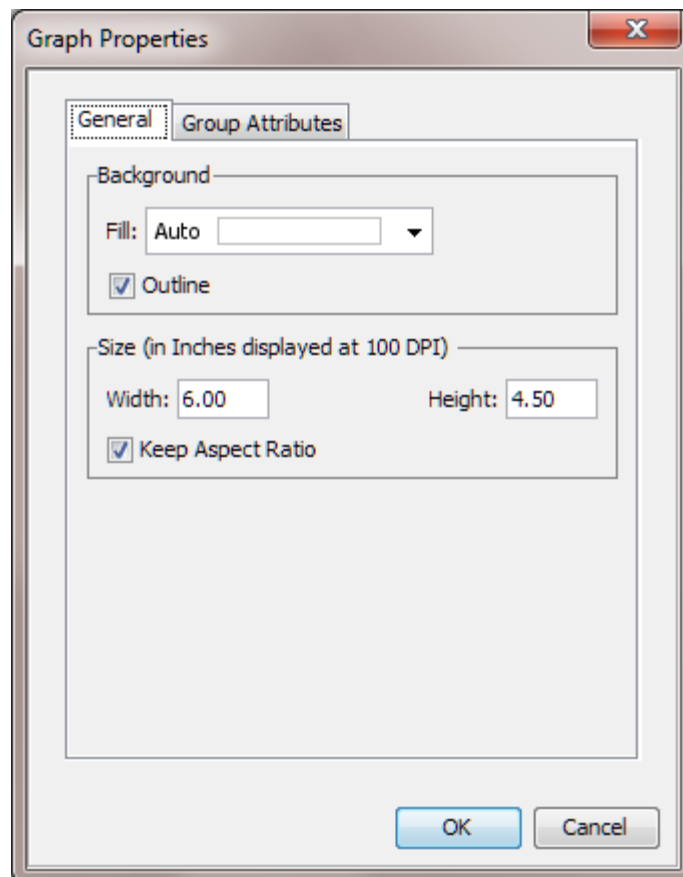 Graph Properties
General Group Attributes
Background
Fill: Auto
Outline
Size (in Inches displayed at 100 DPI)
Width: 6.00 Height: 4.50
Keep Aspect Ratio
OK Cancel